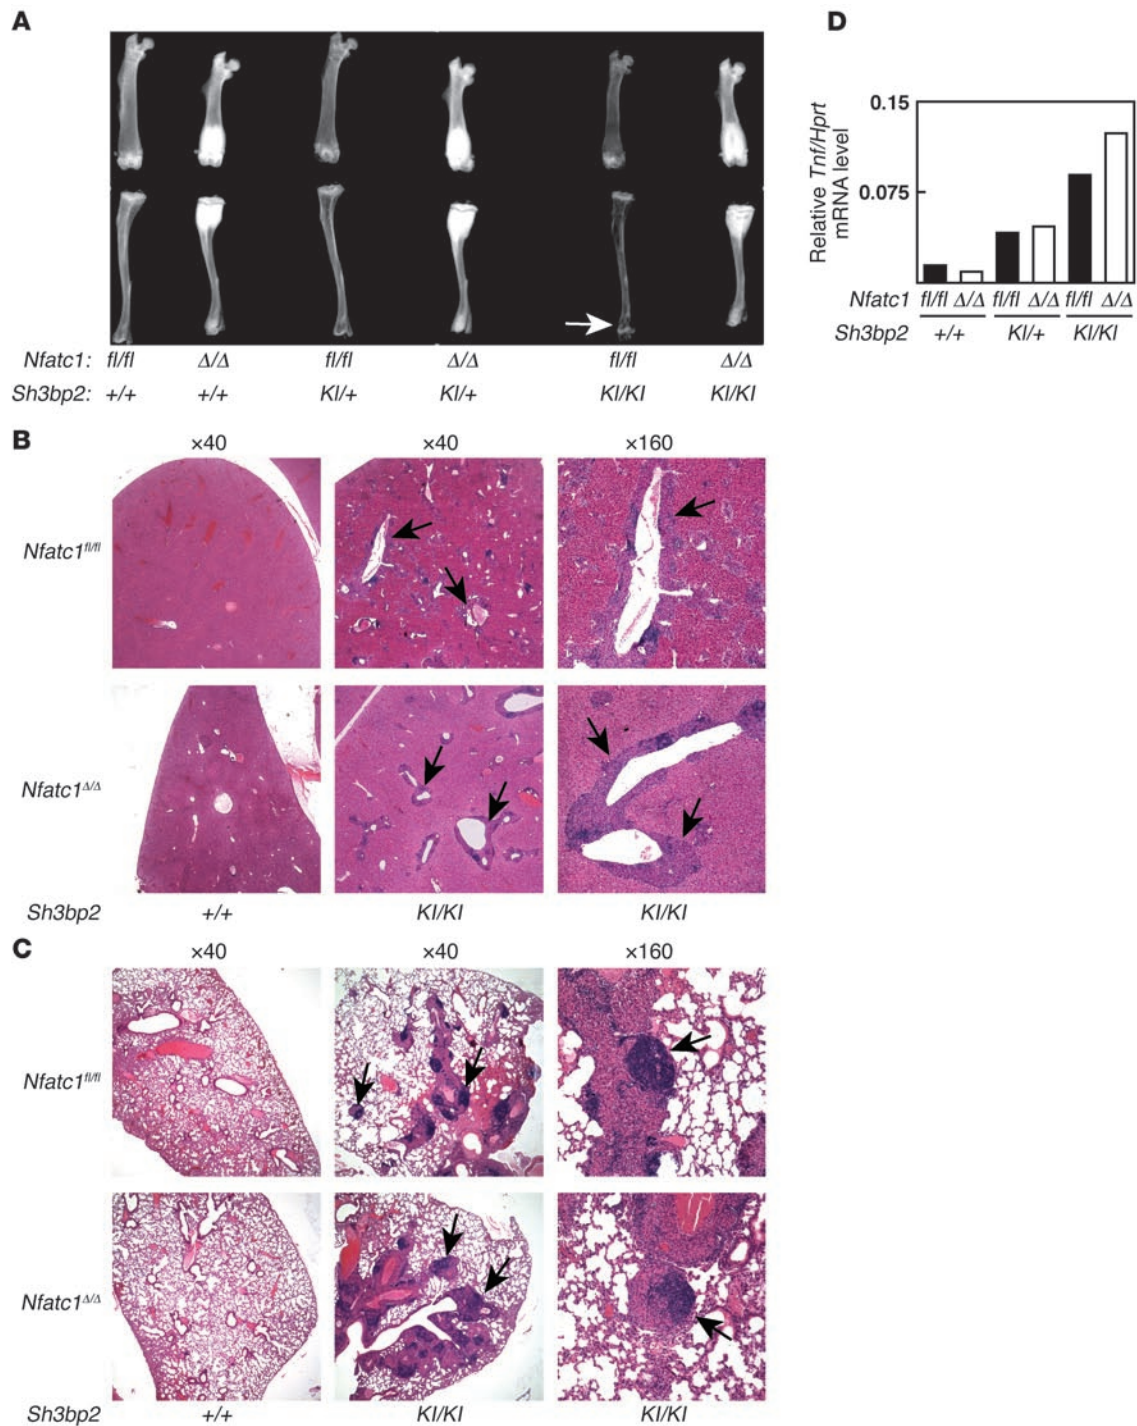 A
Nfatc1: fl/fl Δ/Δ fl/fl Δ/Δ fl/fl Δ/Δ
Sh3bp2: +/+ +/+ KI/+ KI/+ KI/KI KI/KI
D
Relative Tnf/Hprt
mRNA level
0.15
0.075
Nfatc1 fl/fl Δ/Δ fl/fl Δ/Δ fl/fl Δ/Δ
Sh3bp2 +/+ KI/+ KI/KI
B
×40 ×40 ×160
Nfatc1fl/fl
Nfatc1Δ/Δ
Sh3bp2 +/+ KI/KI KI/KI
C
×40 ×40 ×160
Nfatc1fl/fl
Nfatc1Δ/Δ
Sh3bp2 +/+ KI/KI KI/KI